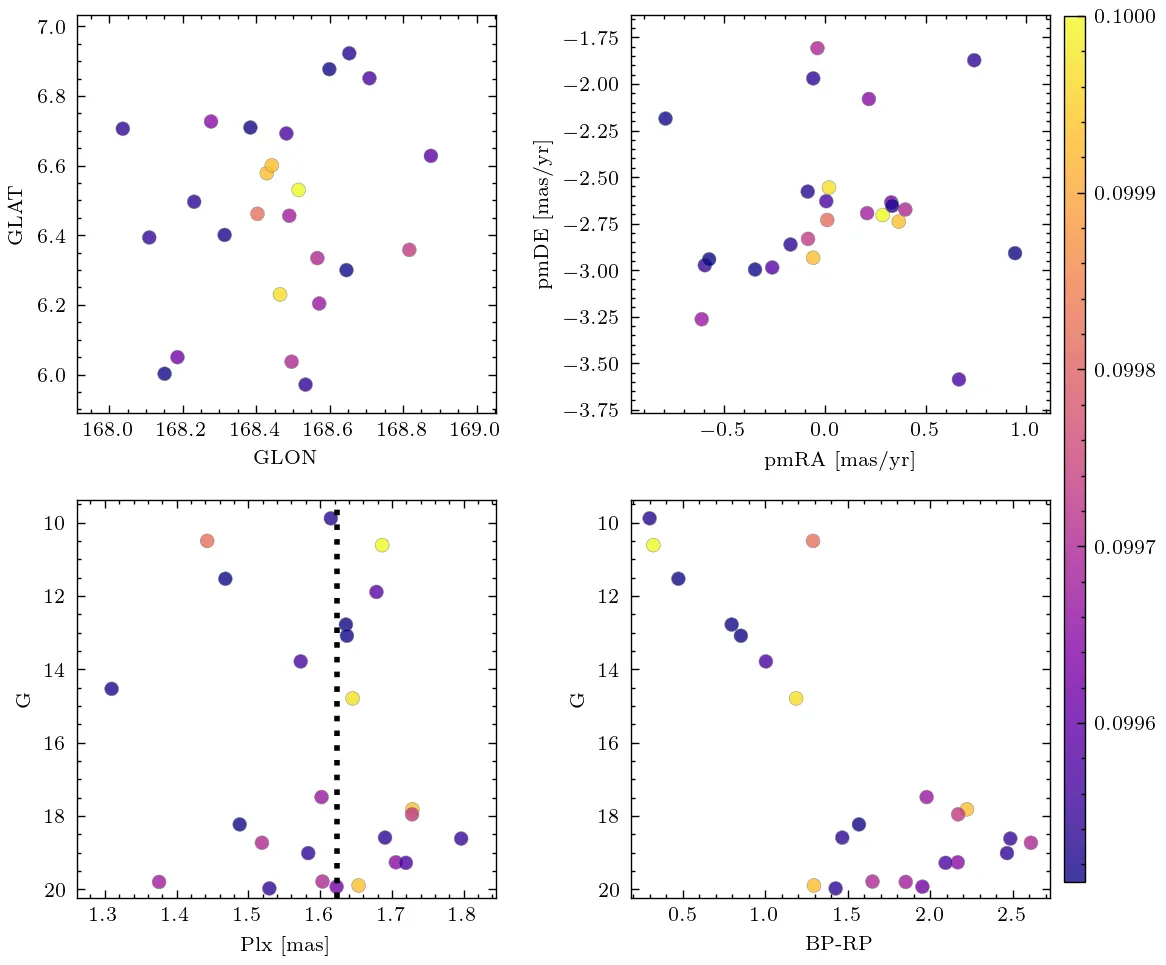 7.0
6.8
6.6
6.4
6.2
6.0
GLAT
168.0 168.2 168.4 168.6 168.8 169.0
GLON
−1.75
−2.00
−2.25
−2.50
−2.75
−3.00
−3.25
−3.50
−3.75
pmDE [mas/yr]
−0.5 0.0 0.5 1.0
pmRA [mas/yr]
0.1000
0.0999
0.0998
0.0997
0.0996
10
12
14
16
18
20
G
1.3 1.4 1.5 1.6 1.7 1.8
Plx [mas]
10
12
14
16
18
20
G
0.5 1.0 1.5 2.0 2.5
BP-RP